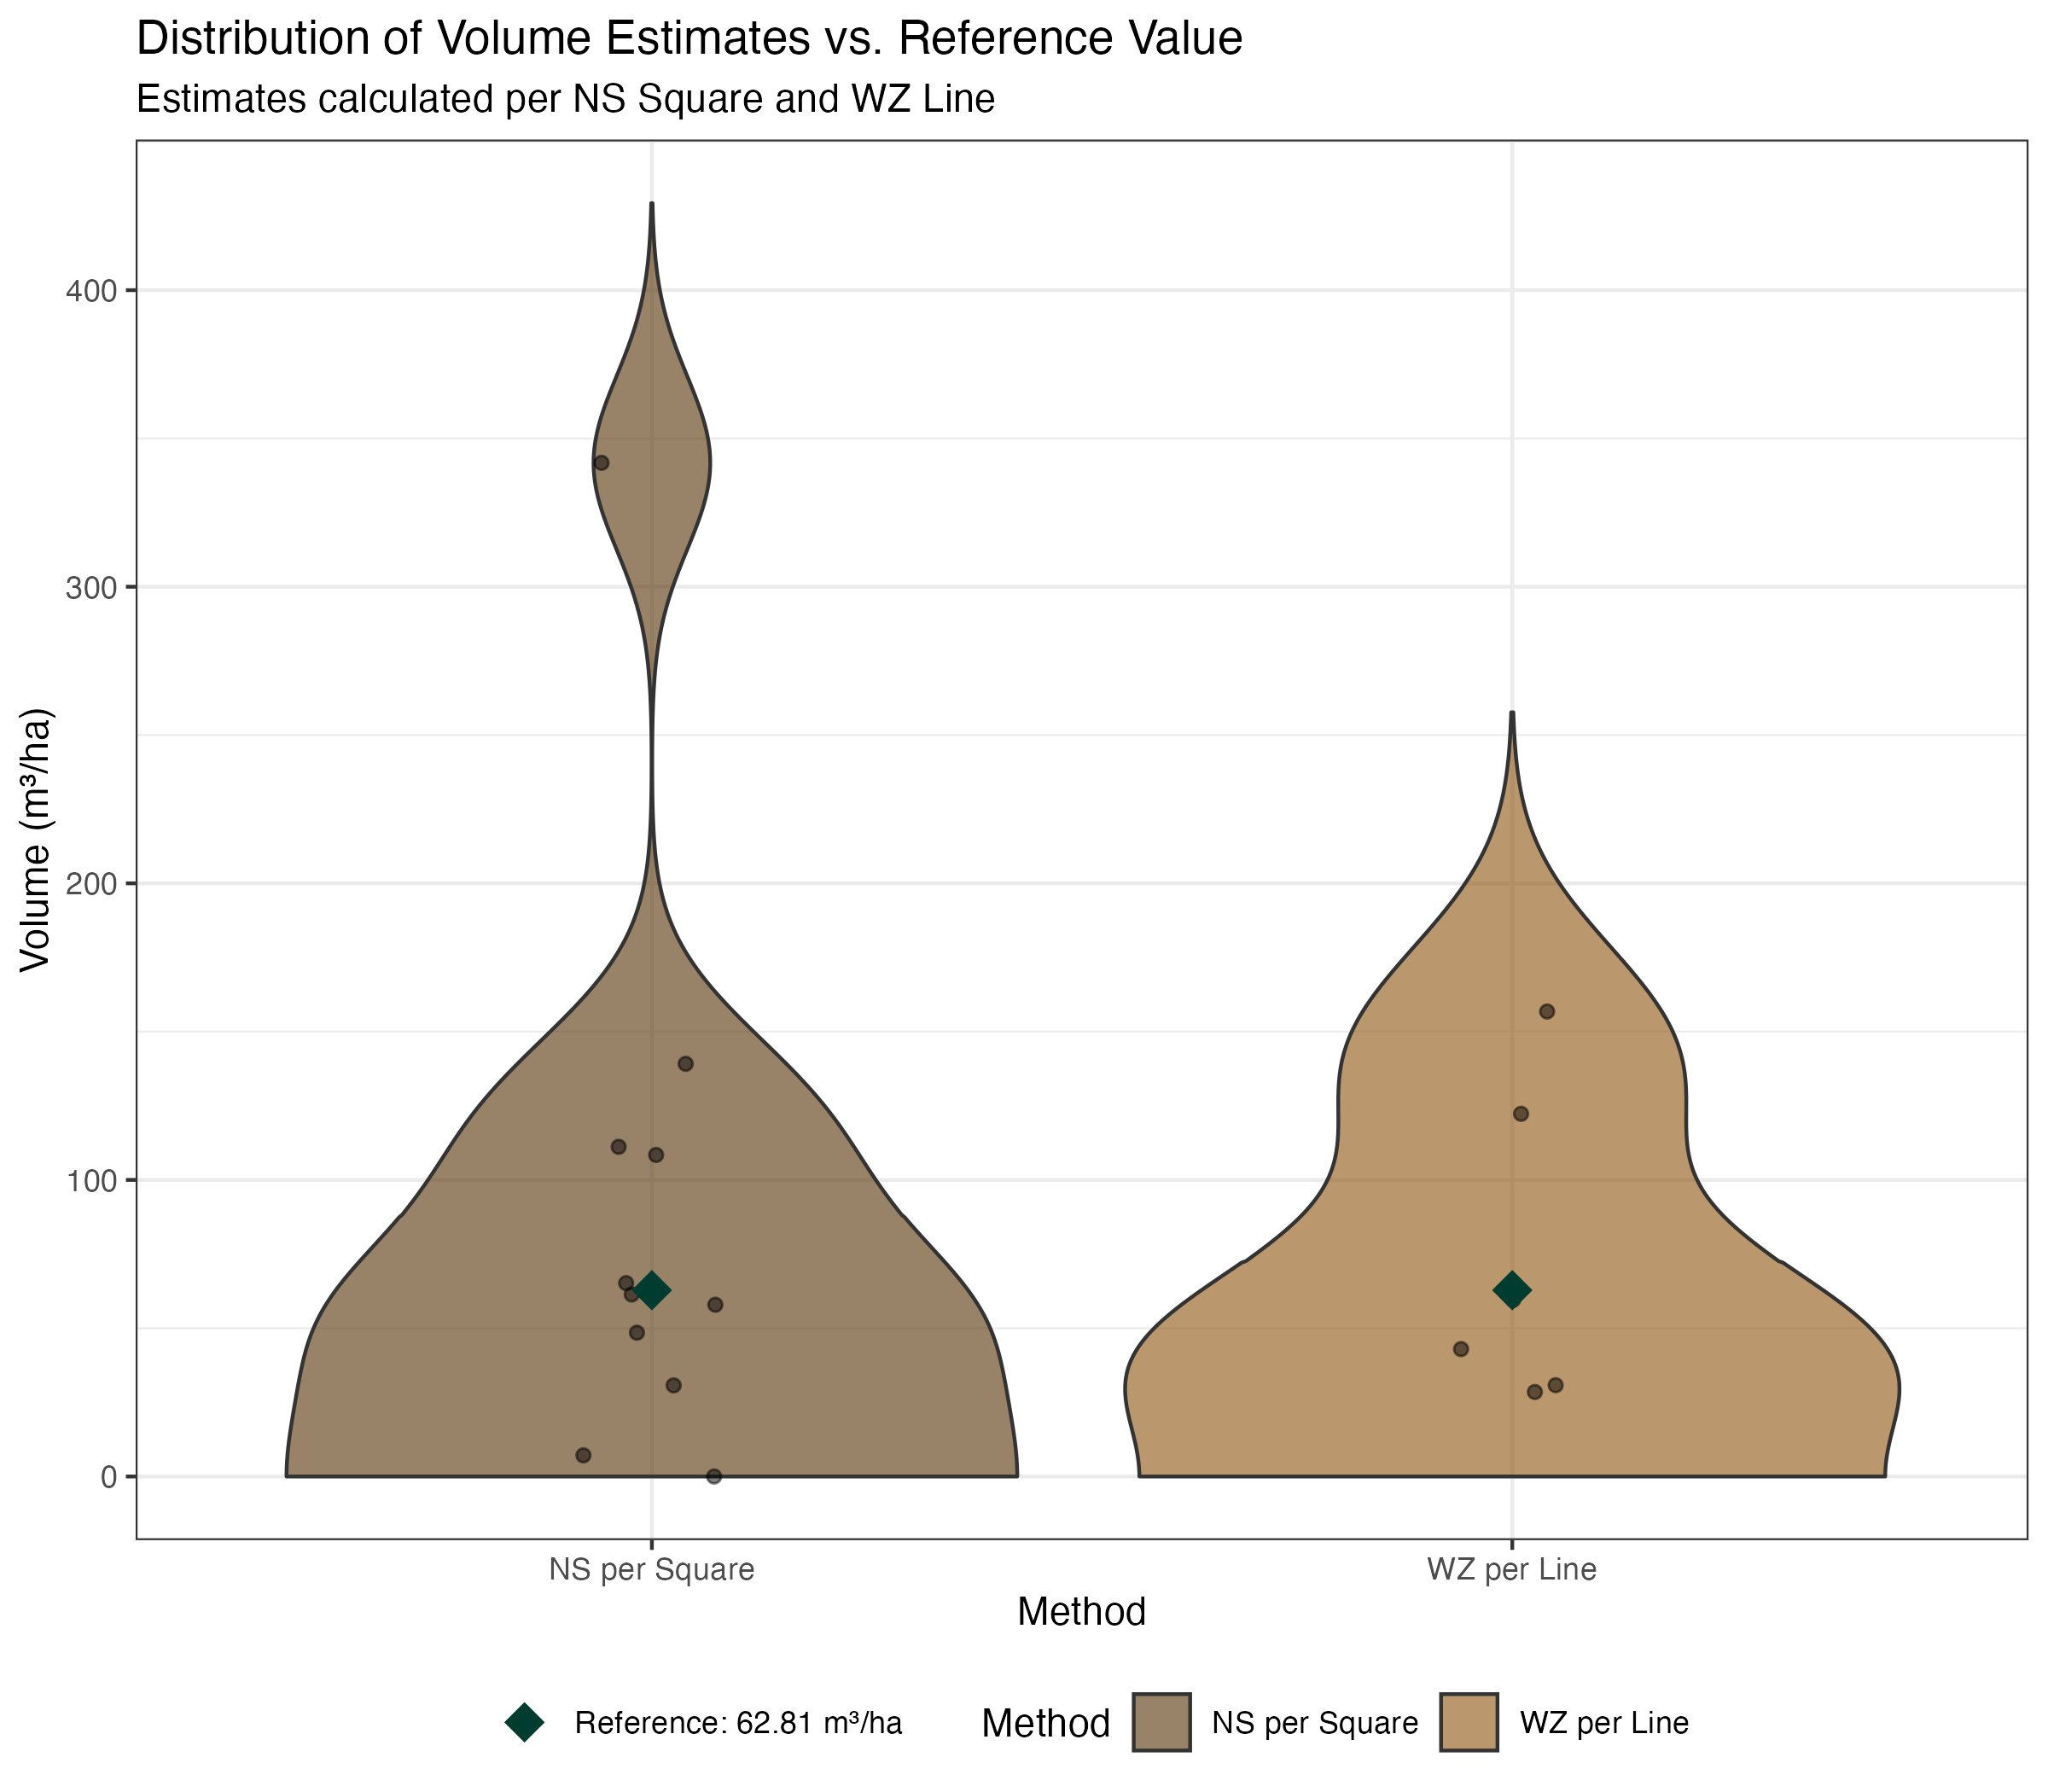 Distribution of Volume Estimates vs. Reference Value
Estimates calculated per NS Square and WZ Line
Volume (m³/ha)
400
300
200
100
0
NS per Square
WZ per Line
Method
Reference: 62.81 m³/ha
Method
NS per Square
WZ per Line